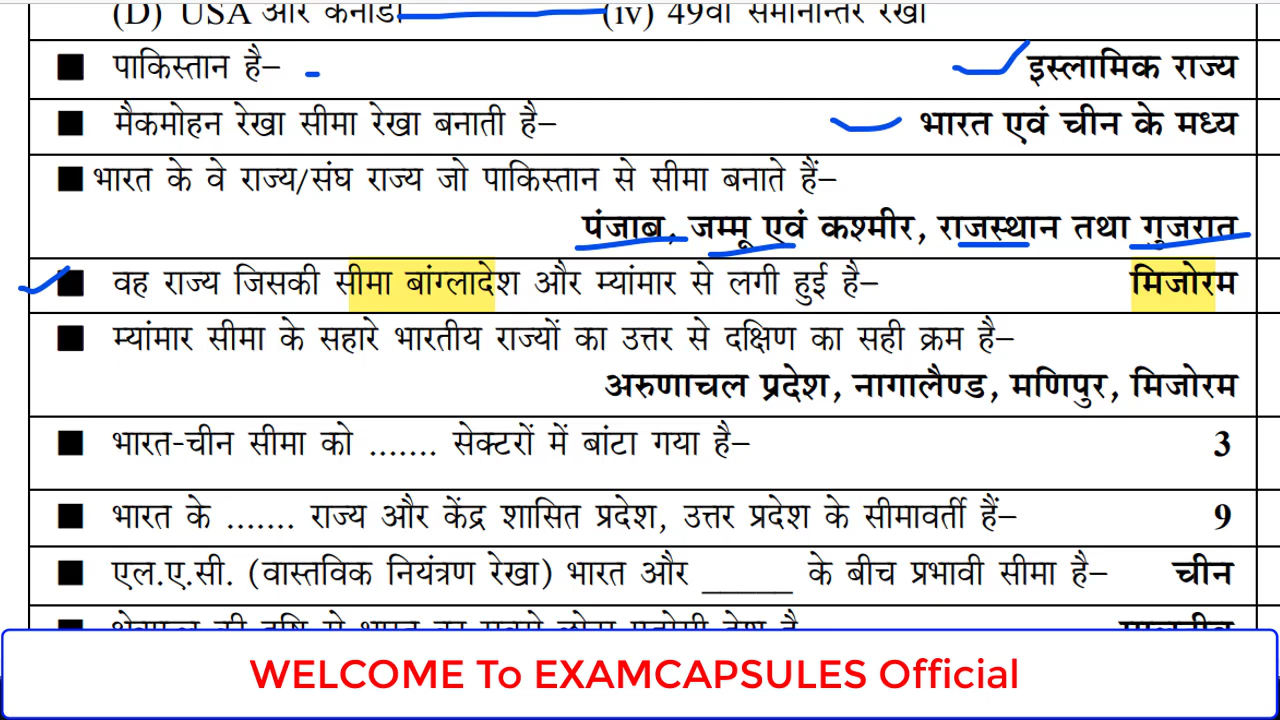 (D) USA और कनाडा (iv) 49वीं समानान्तर रेखा
■ पाकिस्तान है– इस्लामिक राज्य
■ मैकमोहन रेखा सीमा रेखा बनाती है– भारत एवं चीन के मध्य
■ भारत के वे राज्य/संघ राज्य जो पाकिस्तान से सीमा बनाते हैं–
पंजाब, जम्मू एवं कश्मीर, राजस्थान तथा गुजरात
■ वह राज्य जिसकी सीमा बांग्लादेश और म्यांमार से लगी हुई है– मिजोरम
■ म्यांमार सीमा के सहारे भारतीय राज्यों का उत्तर से दक्षिण का सही क्रम है–
अरुणाचल प्रदेश, नागालैण्ड, मणिपुर, मिजोरम
■ भारत-चीन सीमा को ....... सेक्टरों में बांटा गया है– 3
■ भारत के ....... राज्य और केंद्र शासित प्रदेश, उत्तर प्रदेश के सीमावर्ती हैं– 9
■ एल.ए.सी. (वास्तविक नियंत्रण रेखा) भारत और _____ के बीच प्रभावी सीमा है– चीन
WELCOME To EXAMCAPSULES Official